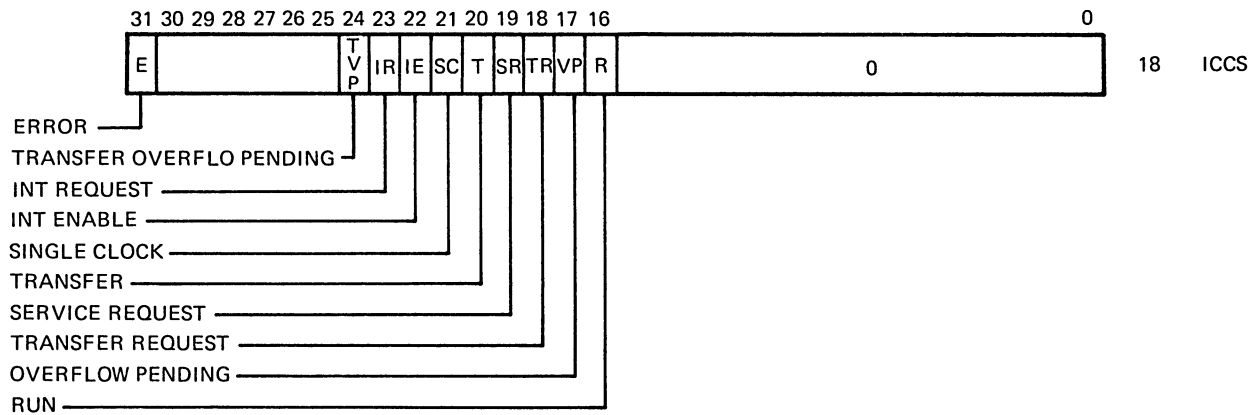 31 30 29 28 27 26 25 24 23 22 21 20 19 18 17 16 0
E TVP IR IE SC T SR TR VP R 0 18 ICCS
ERROR
TRANSFER OVERFLO PENDING
INT REQUEST
INT ENABLE
SINGLE CLOCK
TRANSFER
SERVICE REQUEST
TRANSFER REQUEST
OVERFLOW PENDING
RUN